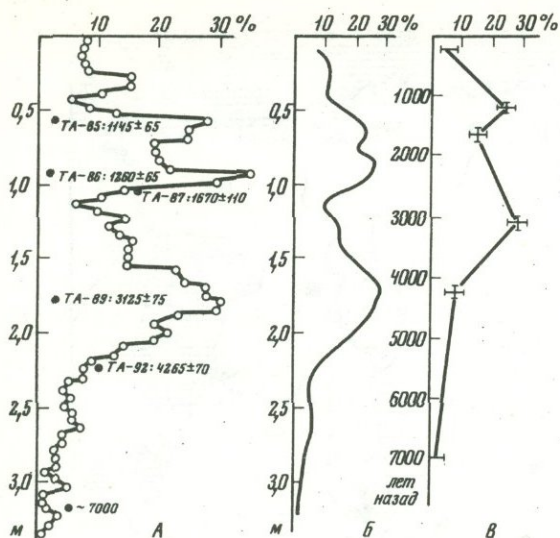 10 20 30%
10 20 30 %
10 20 30 %
0,5
1,0
1,5
2,0
2,5
3,0
м
ТА-85:1145±65
ТА-86:1260±65
ТА-87:1670±110
ТА-89:3125±75
ТА-92:4265±70
~ 7000
А
0,5
1,0
1,5
2,0
2,5
3,0
м
Б
1000
2000
3000
4000
5000
6000
7000
лет
назад
В